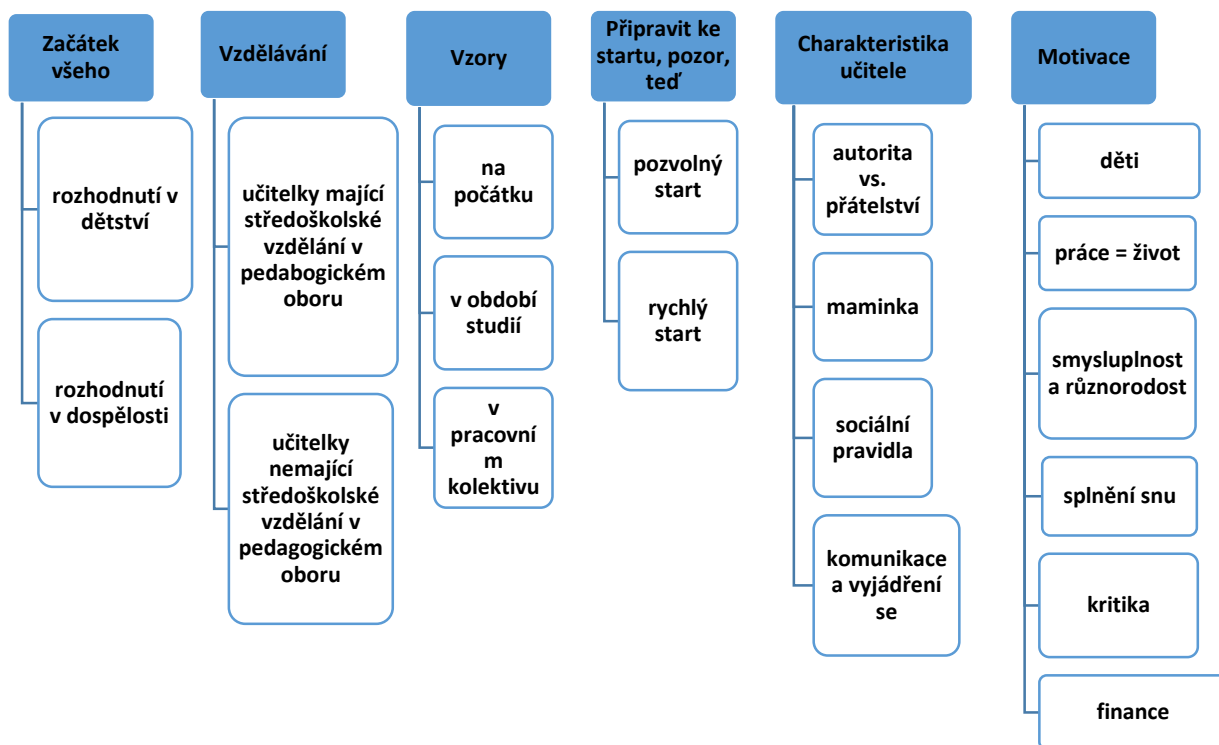 Začátek
všeho
rozhodnutí v
dětství
rozhodnutí
v dospělosti
Vzdělávání
učitelky mající
středoškolské
vzdělání v
pedabogickém
oboru
učitelky
nemající
středoškolské
vzdělání v
pedagogickém
oboru
Vzory
na
počátku
v období
studií
v
pracovní
m
kolektivu
Připravit ke
startu, pozor,
teď
pozvolný
start
rychlý
start
Charakteristika
učitele
autorita
vs.
přátelství
maminka
sociální
pravidla
komunikace
a vyjádření
se
Motivace
děti
práce = život
smysluplnost
a různorodost
splnění snu
kritika
finance